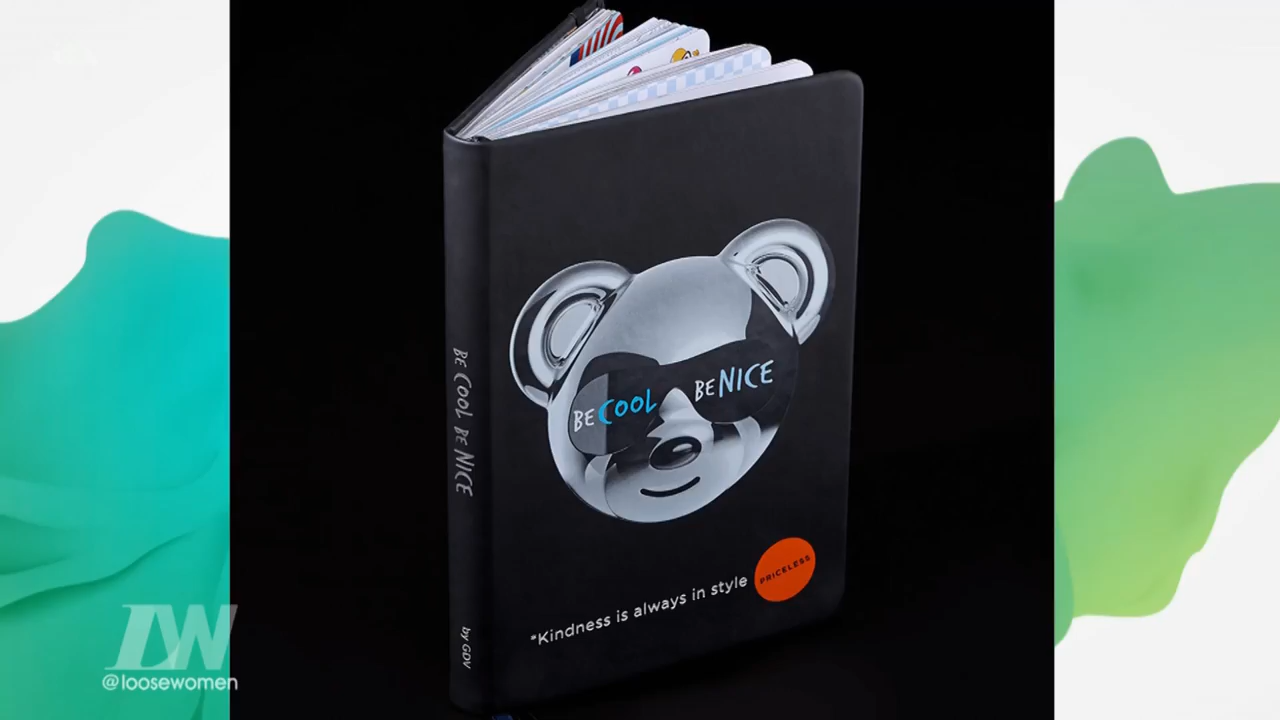 BE COOL BE NICE
BE COOL BE NICE
*Kindness is always in style
PRICELESS
by GDV
LW
@loosewomen